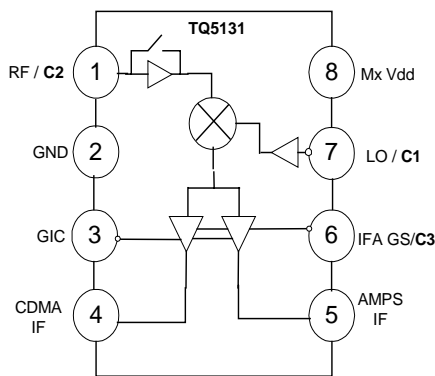 TQ5131
RF / C2
1
8
Mx Vdd
GND
2
7
LO / C1
GIC
3
6
IFA GS/C3
CDMA
IF
4
5
AMPS
IF